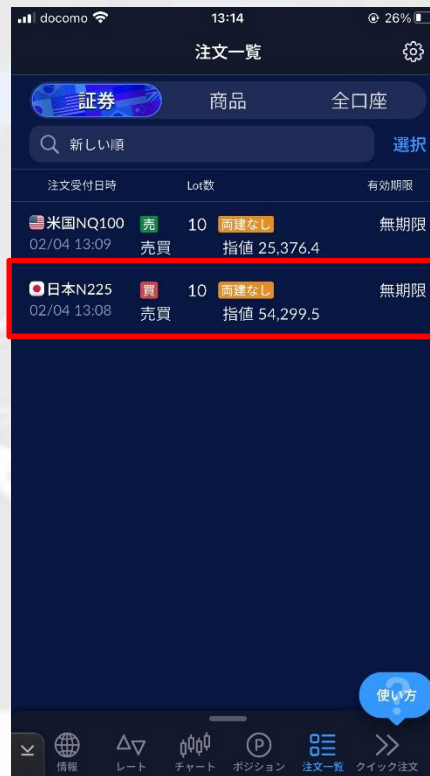 docomo 13:14 26%
注文一覧
証券 商品 全口座
新しい順 選択
注文受付日時 Lot数 有効期限
米国NQ100 売 10 両建なし 無期限
02/04 13:09 売買 指値 25,376.4
日本N225 買 10 両建なし 無期限
02/04 13:08 売買 指値 54,299.5
使い方
?
P
情報 レート チャート ポジション 注文一覧 クイック注文